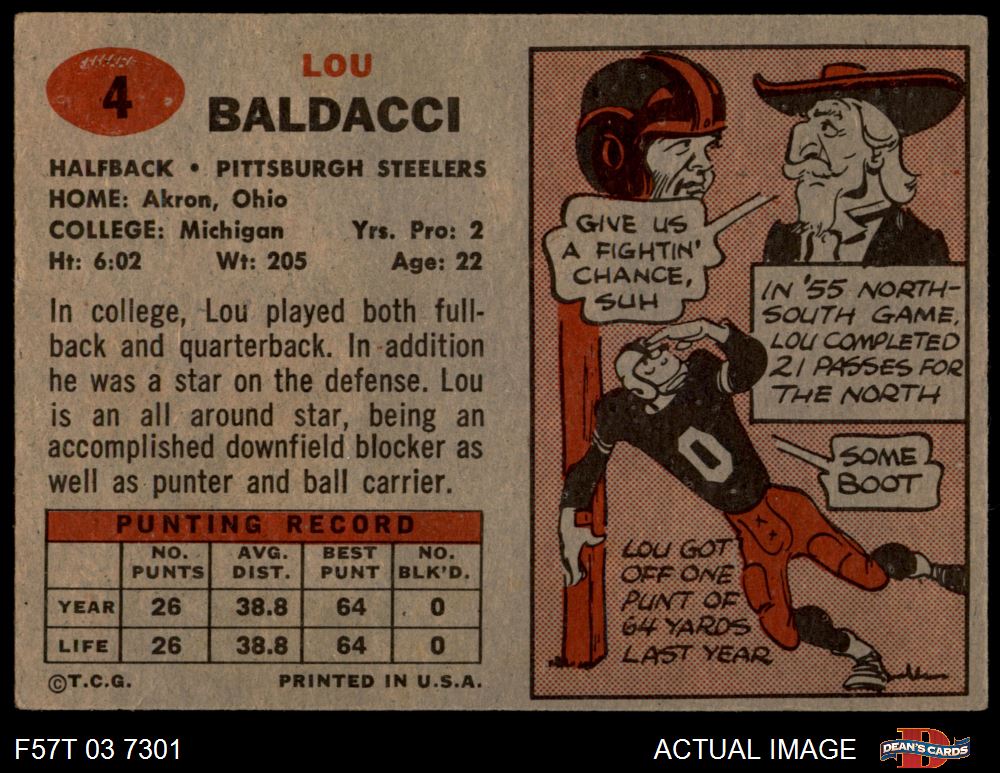 4
LOU
BALDACCI
HALFBACK • PITTSBURGH STEELERS
HOME: Akron, Ohio
COLLEGE: Michigan Yrs. Pro: 2
Ht: 6:02 Wt: 205 Age: 22
In college, Lou played both full-
back and quarterback. In addition
he was a star on the defense. Lou
is an all around star, being an
accomplished downfield blocker as
well as punter and ball carrier.
PUNTING RECORD
NO. PUNTS AVG. DIST. BEST PUNT NO. BLK'D.
YEAR 26 38.8 64 0
LIFE 26 38.8 64 0
©T.C.G. PRINTED IN U.S.A.
GIVE US
A FIGHTIN'
CHANCE,
SUH
IN '55 NORTH-
SOUTH GAME,
LOU COMPLETED
21 PASSES FOR
THE NORTH
0
SOME
BOOT
LOU GOT
OFF ONE
PUNT OF
64 YARDS
LAST YEAR
F57T 03 7301 ACTUAL IMAGE DEAN'S CARDS